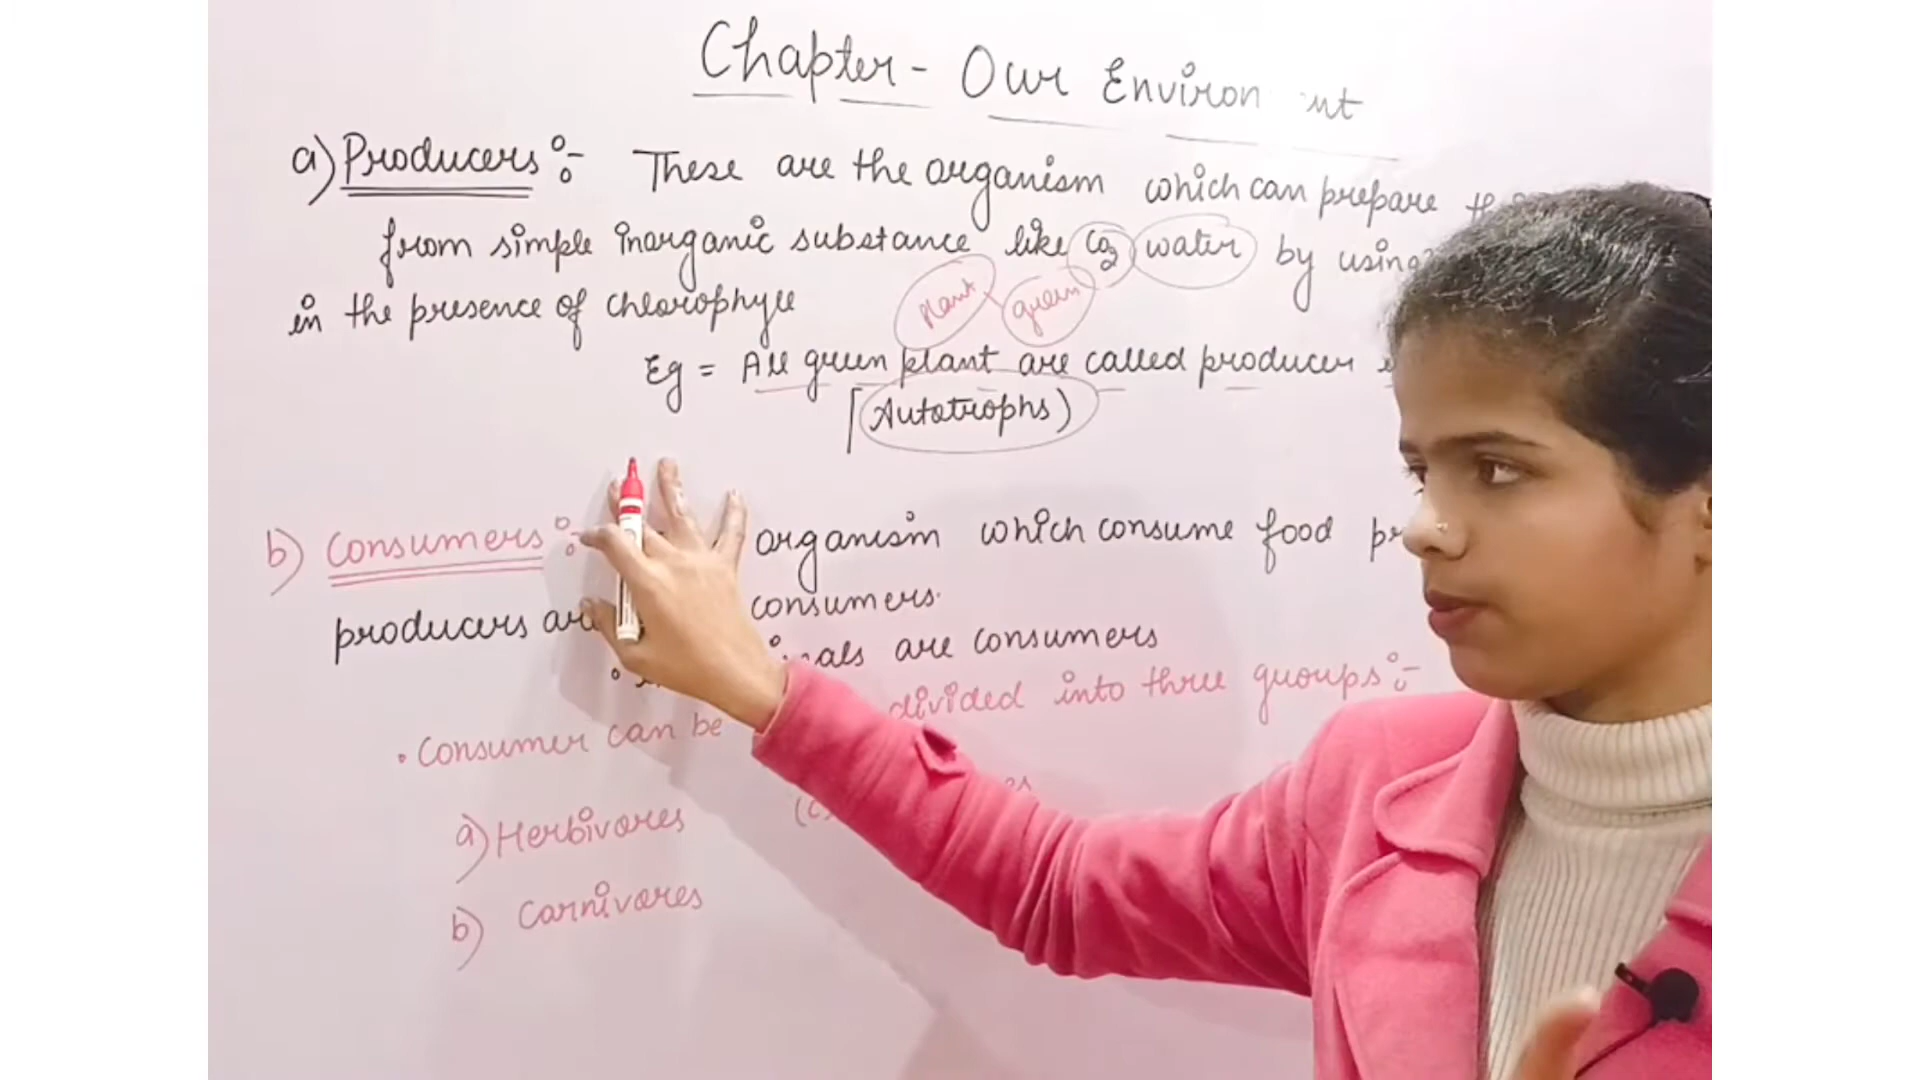 Chapter - Our Environ
a) Producers :- These are the organism which can prepare
from simple inorganic substance like CO2 water by using
plant green
in the presence of chlorophyll
Eg = All green plant are called producer
[Autotrophs)
b) Consumers :- organism which consume food
producers are consumers.
are consumers
• Consumer can be divided into three groups :-
a) Herbivores
b) Carnivores